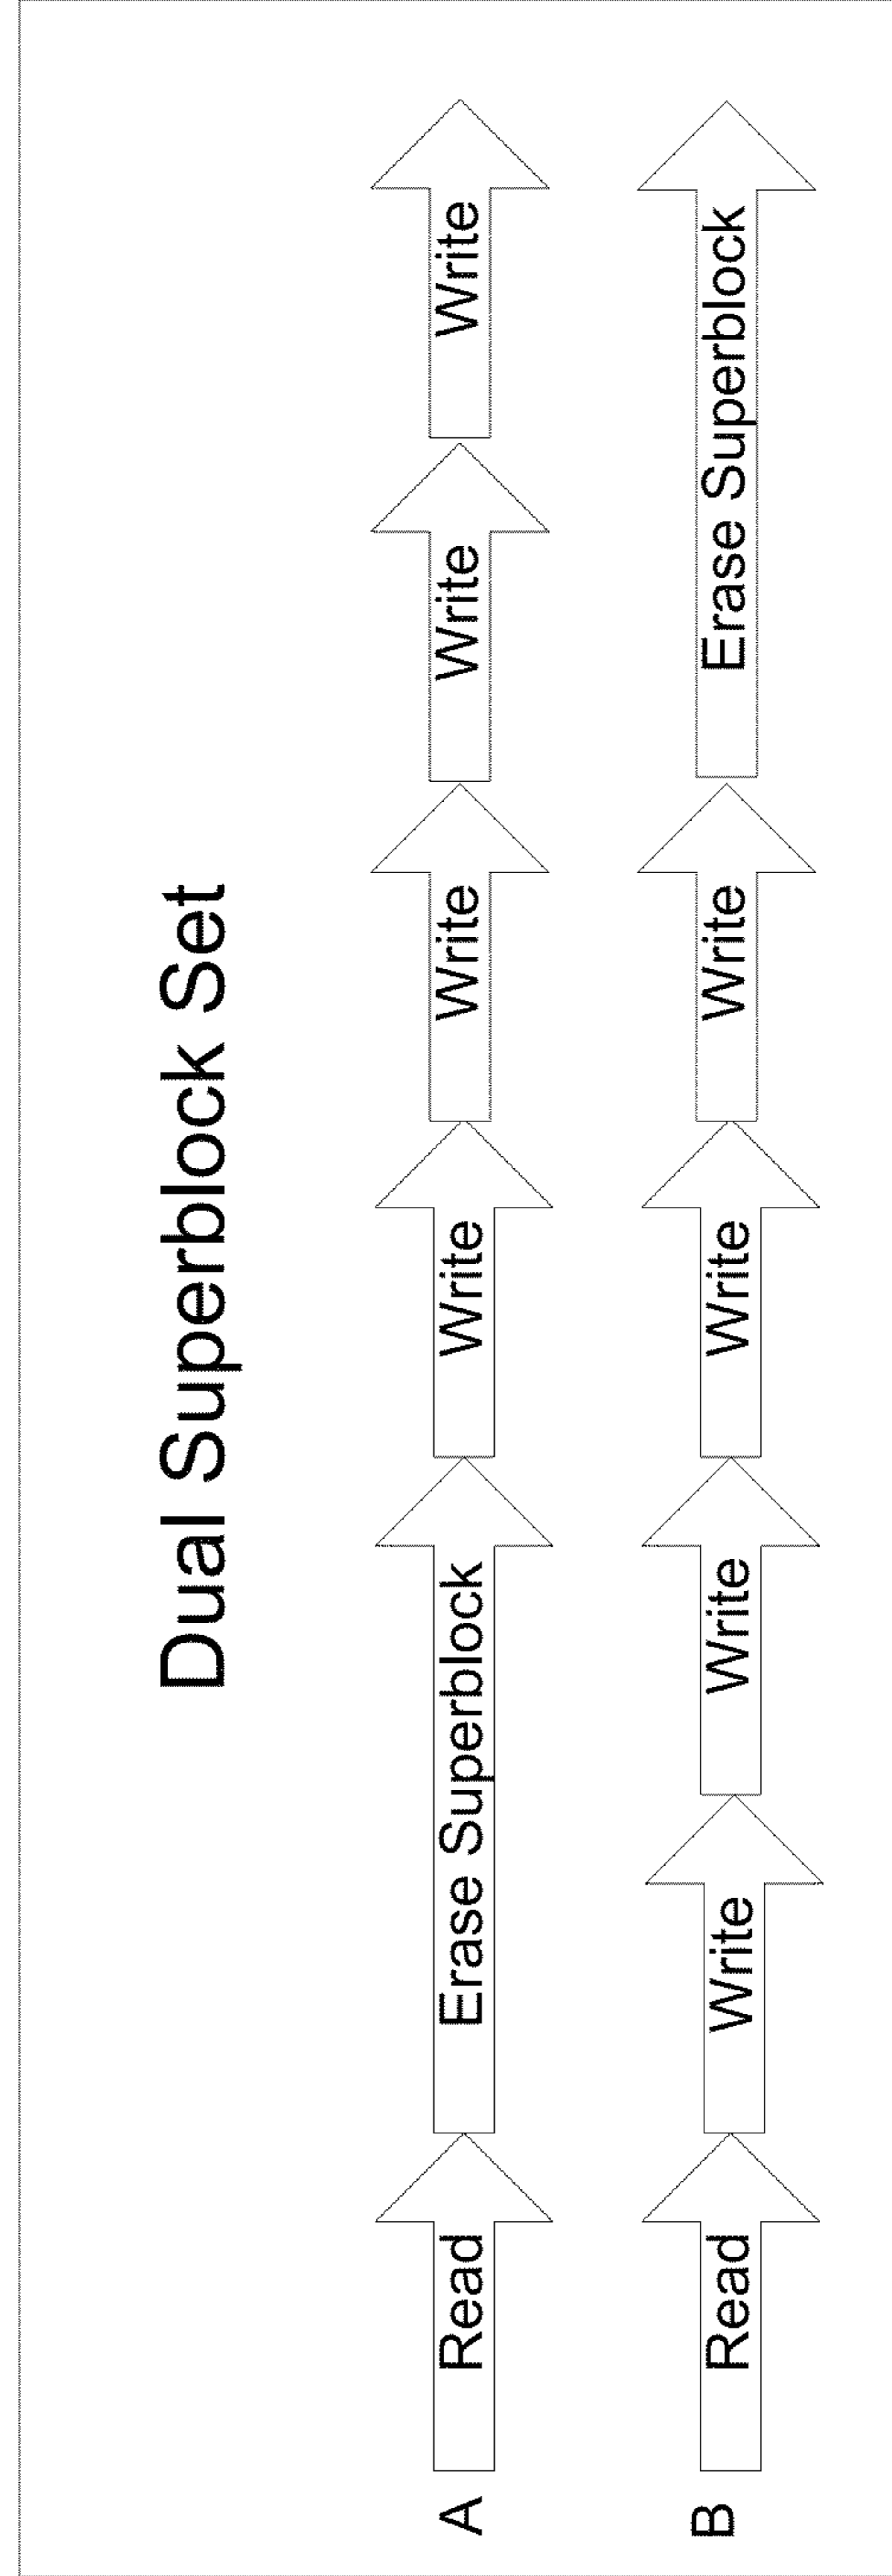 Dual Superblock Set
A Read Erase Superblock Write Write Write Write
B Read Write Write Write Write Erase Superblock